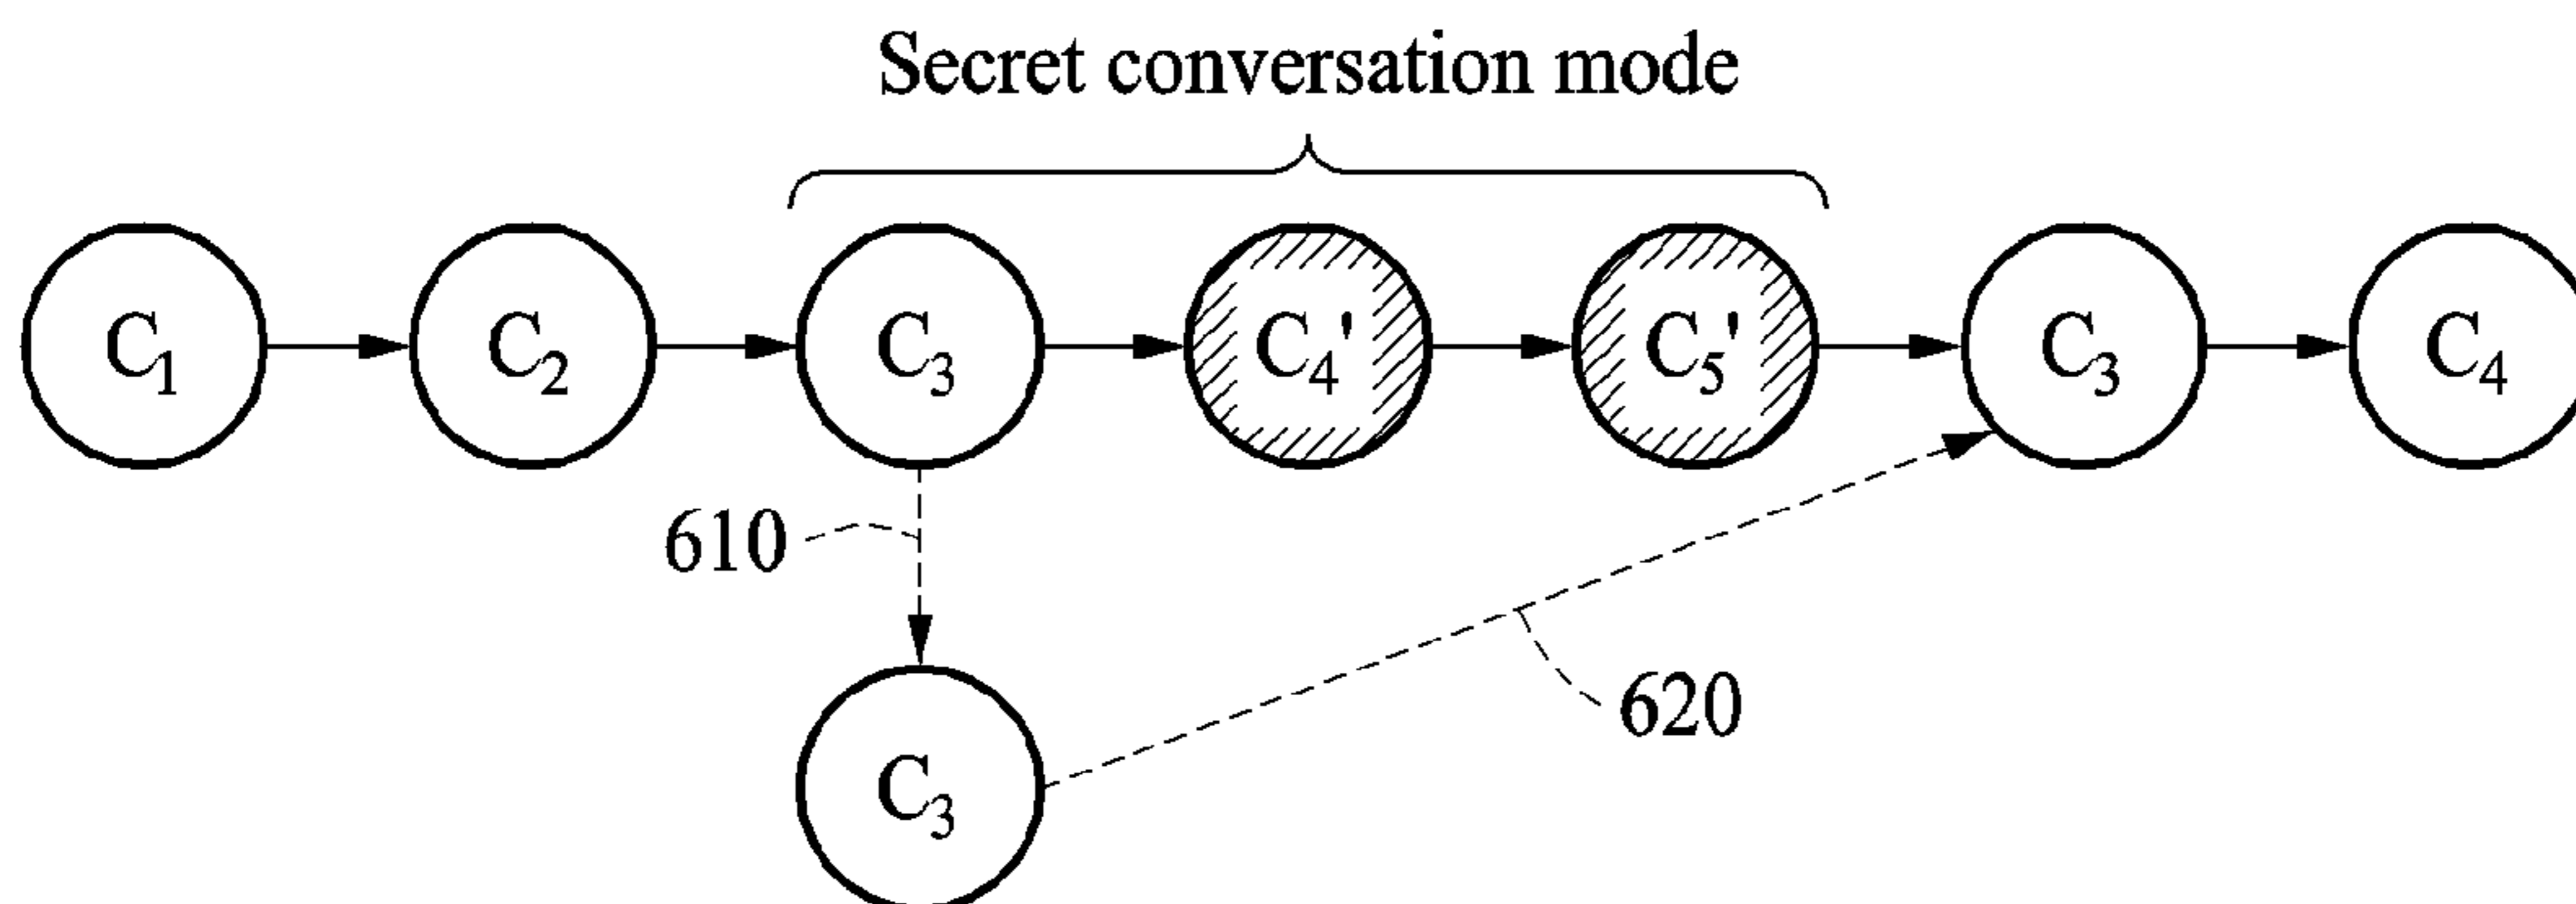 Secret conversation mode
C₁ C₂ C₃ C₄' C₅' C₃ C₄
610
C₃
620